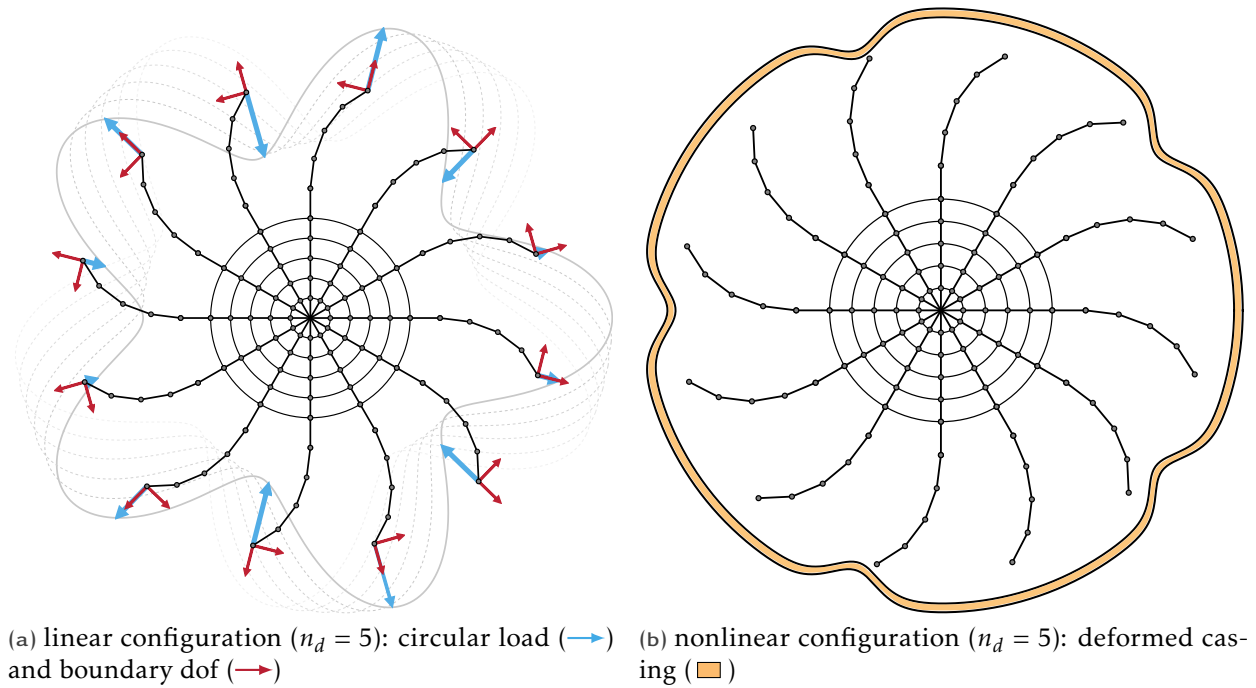 (a) linear configuration (n_d = 5): circular load (→)
and boundary dof (→)
(b) nonlinear configuration (n_d = 5): deformed cas-
ing ( )